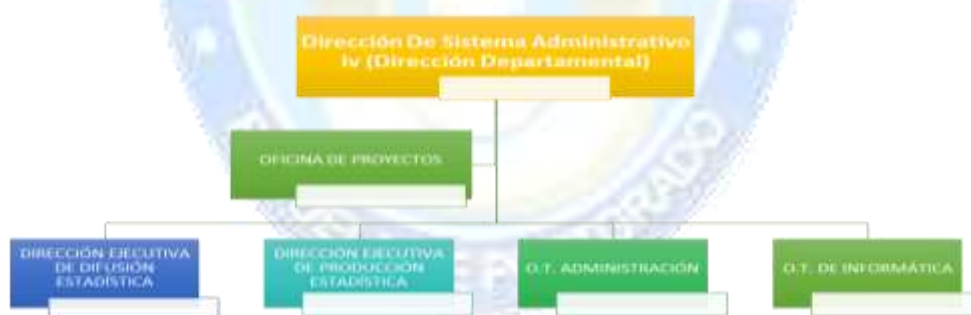 Dirección De Sistema Administrativo
Iv (Dirección Departamental)
OFICINA DE PROYECTOS
DIRECCIÓN EJECUTIVA
DE DIFUSIÓN
ESTADÍSTICA
DIRECCIÓN EJECUTIVA
DE PRODUCCIÓN
ESTADÍSTICA
O.T. ADMINISTRACIÓN
O.T. DE INFORMÁTICA